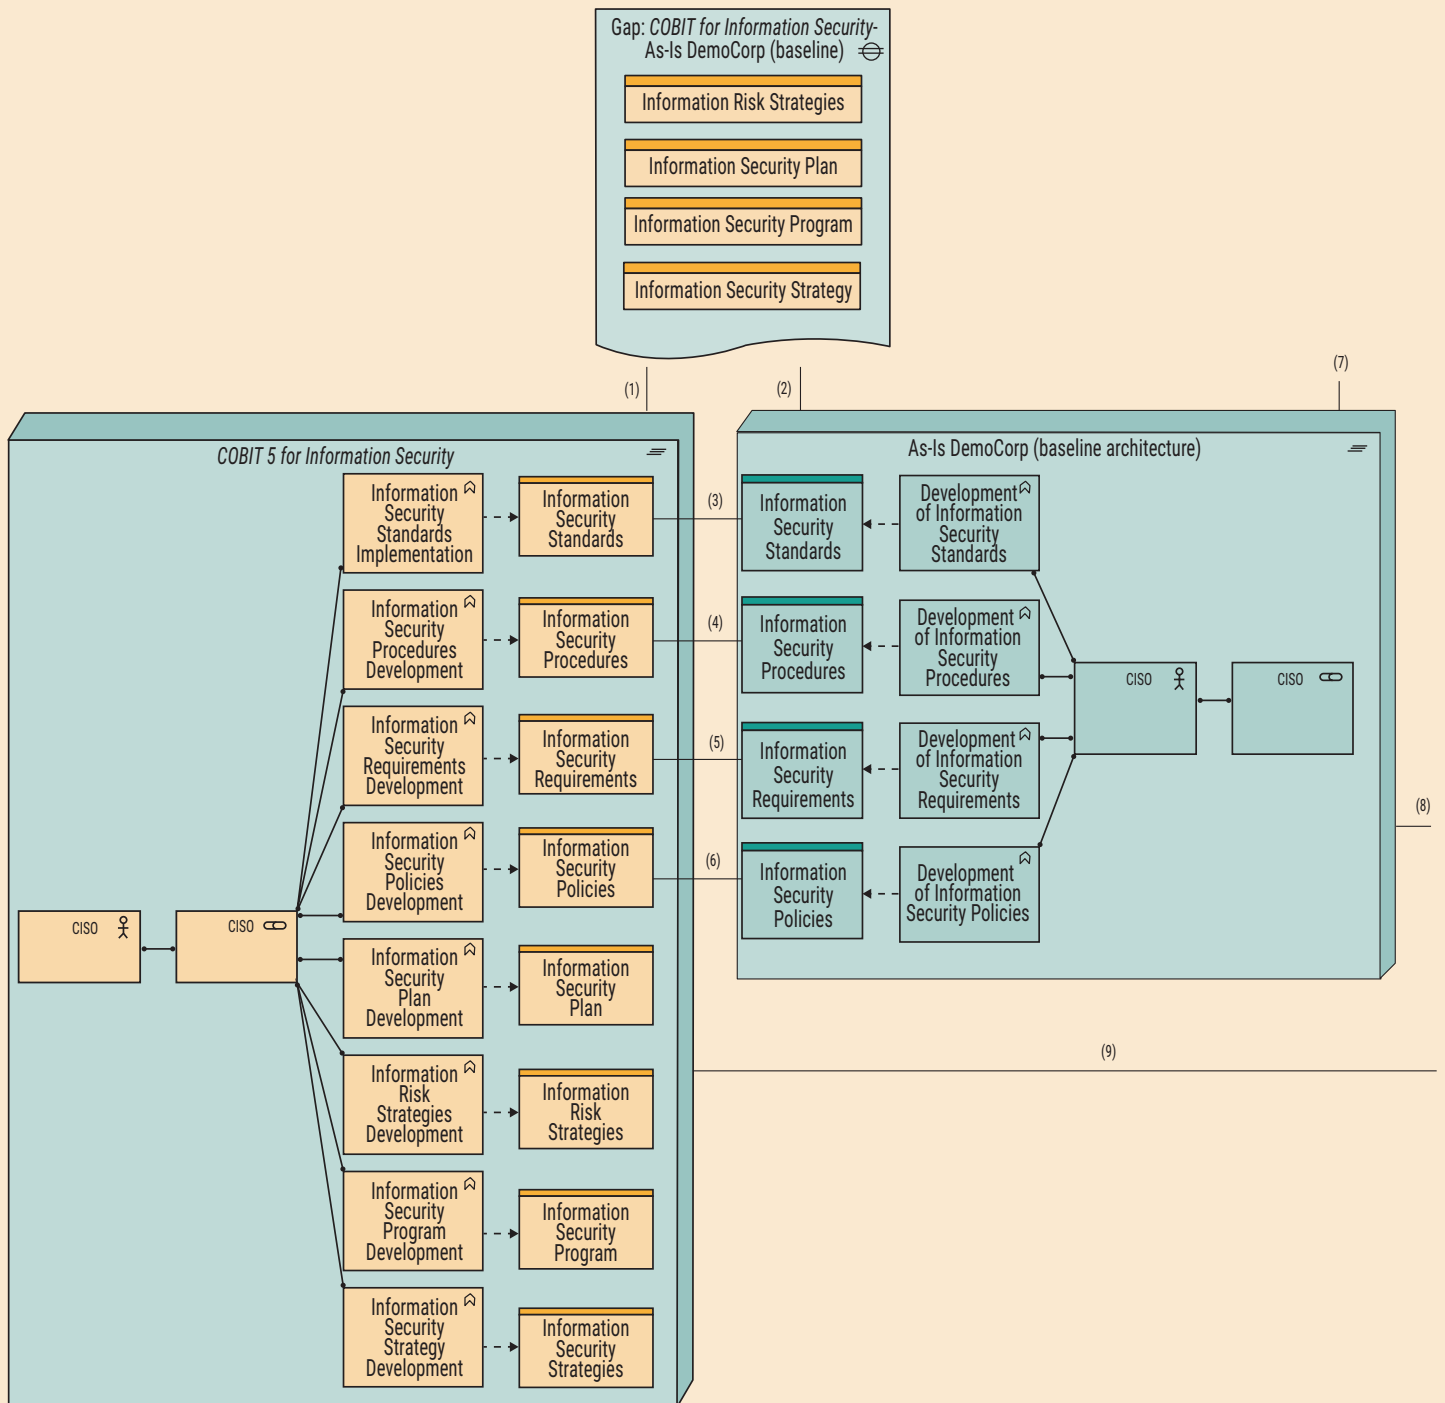 Gap: COBIT for Information Security-
As-Is DemoCorp (baseline)
Information Risk Strategies
Information Security Plan
Information Security Program
Information Security Strategy
(1)
(2)
(7)
COBIT 5 for Information Security
Information
Security
Standards
Implementation
Information
Security
Standards
Information
Security
Procedures
Development
Information
Security
Procedures
Information
Security
Requirements
Development
Information
Security
Requirements
Information
Security
Policies
Development
Information
Security
Policies
CISO
CISO
Information
Security
Plan
Development
Information
Security
Plan
Information
Risk
Strategies
Development
Information
Risk
Strategies
Information
Security
Program
Development
Information
Security
Program
Information
Security
Strategy
Development
Information
Security
Strategies
(3)
(4)
(5)
(6)
As-Is DemoCorp (baseline architecture)
Information
Security
Standards
Development
of Information
Security
Standards
Information
Security
Procedures
Development
of Information
Security
Procedures
CISO
CISO
Information
Security
Requirements
Development
of Information
Security
Requirements
Information
Security
Policies
Development
of Information
Security Policies
(8)
(9)